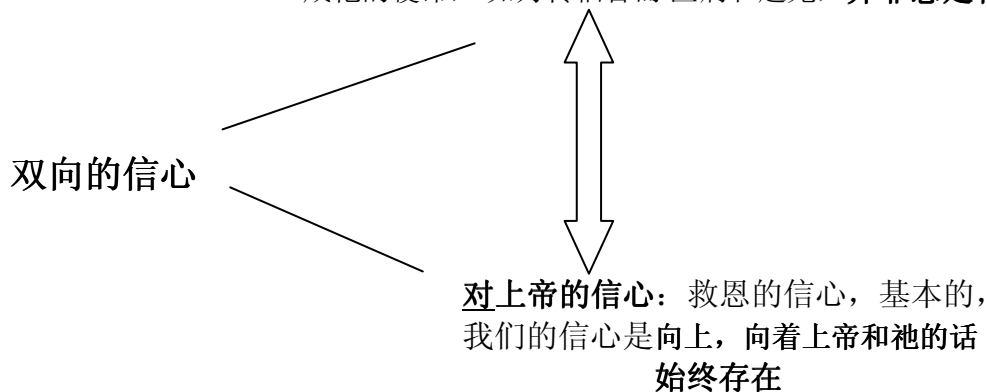 双向的信心
对上帝的信心：救恩的信心，基本的，
我们的信心是向上，向着上帝和祂的话
始终存在